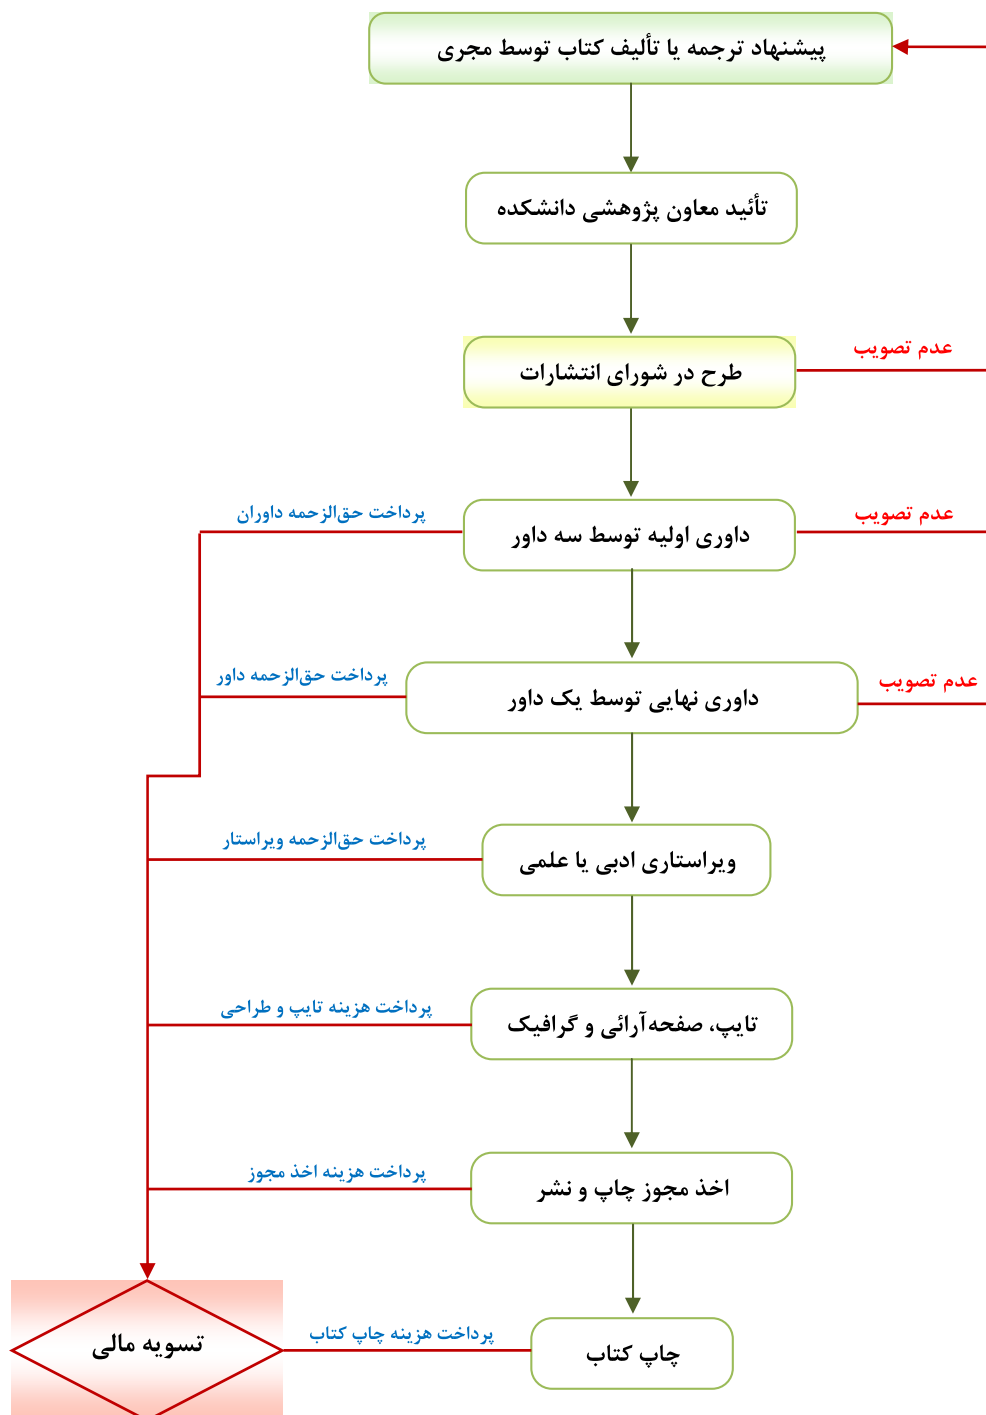 پیشنهاد ترجمه یا تألیف کتاب توسط مجری
تأئید معاون پژوهشی دانشکده
طرح در شورای انتشارات
عدم تصویب
داوری اولیه توسط سه داور
عدم تصویب
پرداخت حق‌الزحمه داوران
داوری نهایی توسط یک داور
عدم تصویب
پرداخت حق‌الزحمه داور
ویراستاری ادبی یا علمی
پرداخت حق‌الزحمه ویراستار
تایپ، صفحه‌آرائی و گرافیک
پرداخت هزینه تایپ و طراحی
اخذ مجوز چاپ و نشر
پرداخت هزینه اخذ مجوز
چاپ کتاب
پرداخت هزینه چاپ کتاب
تسویه مالی